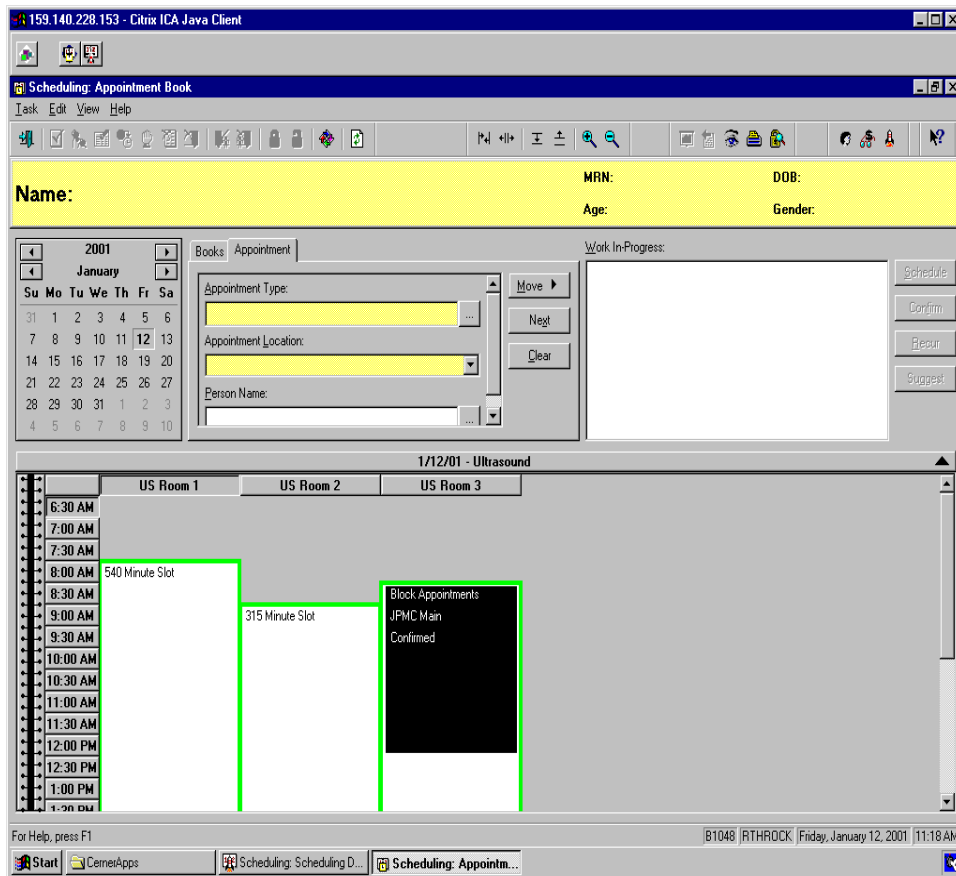 159.140.228.153 - Citrix ICA Java Client
Scheduling: Appointment Book
Task Edit View Help
Name:
MRN: DOB:
Age: Gender:
2001
January
Su Mo Tu We Th Fr Sa
31 1 2 3 4 5 6
7 8 9 10 11 12 13
14 15 16 17 18 19 20
21 22 23 24 25 26 27
28 29 30 31 1 2 3
4 5 6 7 8 9 10
Books Appointment
Appointment Type:
...
Appointment Location:
Person Name:
...
Move
Next
Clear
Work In-Progress:
Schedule
Confirm
Recur
Suggest
1/12/01 - Ultrasound
US Room 1 US Room 2 US Room 3
6:30 AM
7:00 AM
7:30 AM
8:00 AM 540 Minute Slot
8:30 AM Block Appointments
9:00 AM 315 Minute Slot JPMC Main
9:30 AM Confirmed
10:00 AM
10:30 AM
11:00 AM
11:30 AM
12:00 PM
12:30 PM
1:00 PM
1:30 PM
For Help, press F1 B1048 RTHROCK Friday, January 12, 2001 11:18 AM
Start CernerApps Scheduling: Scheduling D... Scheduling: Appointm...